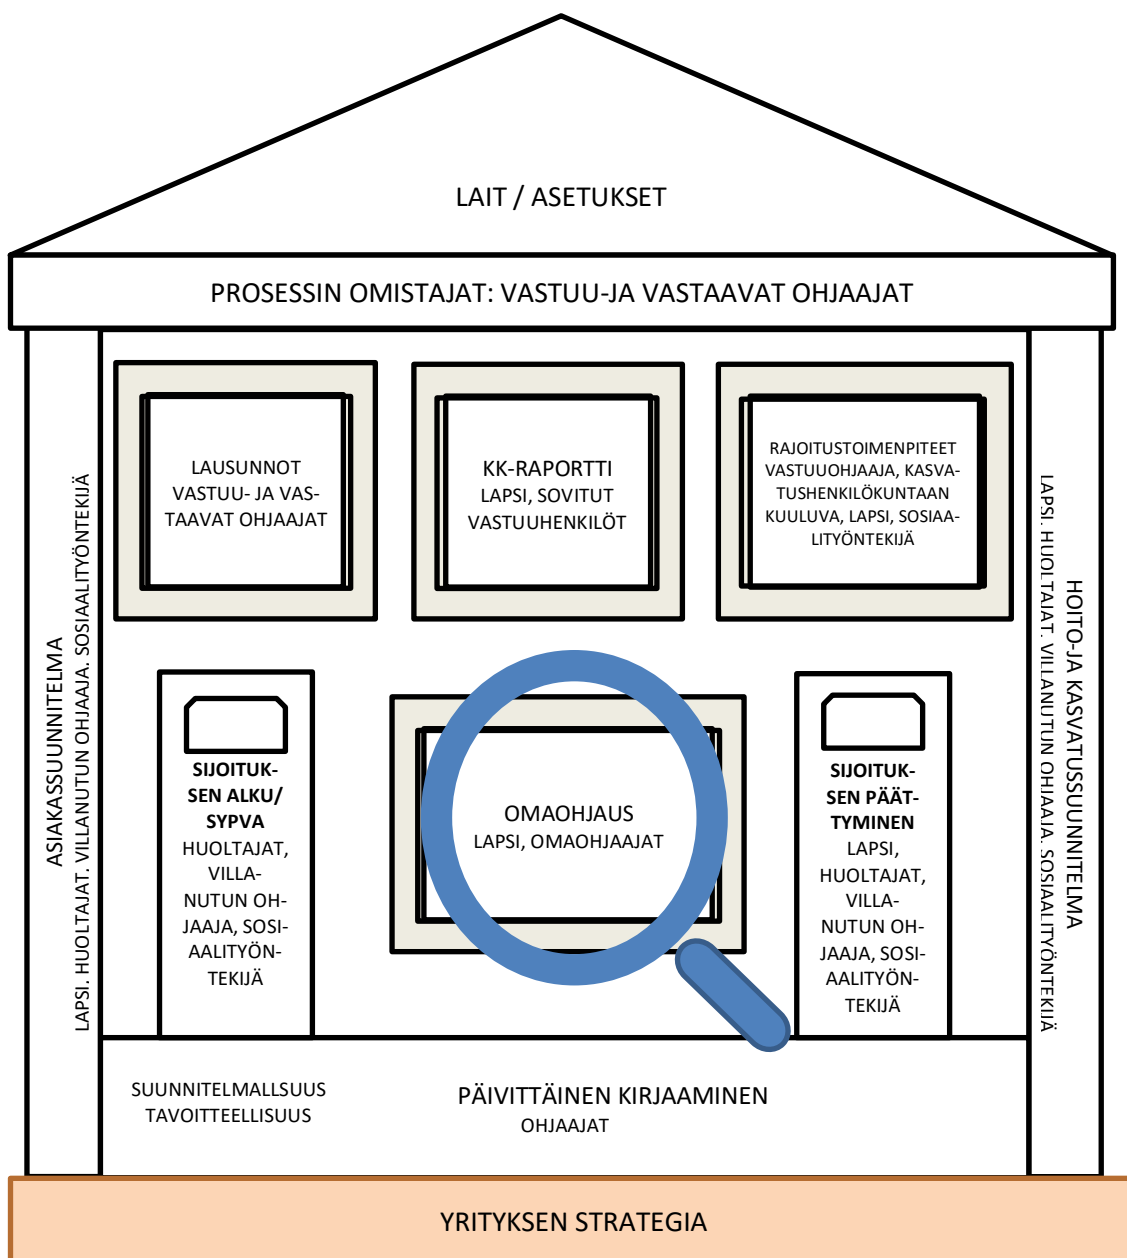 LAIT / ASETUKSET
PROSESSIN OMISTAJAT: VASTUU-JA VASTAAVAT OHJAAJAT
ASIAKASSUUNNITELMA
LAPSI. HUOLTAJAT. VILLANUTUN OHJAAJA. SOSIAALITYÖNTEKIJÄ
LAUSUNNOT
VASTUU- JA VAS-
TAAVAT OHJAAJAT
KK-RAPORTTI
LAPSI, SOVITUT
VASTUUHENKILÖT
RAJOITUSTOIMENPITEET
VASTUUOHJAAJA, KASVA-
TUSHENKILÖKUNTAAN
KUULUVA, LAPSI, SOSIAA-
LITYÖNTEKIJÄ
HOITO-JA KASVATUSSUUNNITELMA
LAPSI. HUOLTAJAT. VILLANUTUN OHJAAJA. SOSIAALITYÖNTEKIJÄ
SIJOITUK-
SEN ALKU/
SYPVA
HUOLTAJAT,
VILLA-
NUTUN OH-
JAAJA, SOSI-
AALITYÖN-
TEKIJÄ
OMAOHJAUS
LAPSI, OMAOHJAAJAT
SIJOITUK-
SEN PÄÄT-
TYMINEN
LAPSI,
HUOLTAJAT,
VILLA-
NUTUN OH-
JAAJA, SOSI-
AALITYÖN-
TEKIJÄ
SUUNNITELMALLSUUS
TAVOITTEELLISUUS
PÄIVITTÄINEN KIRJAAMINEN
OHJAAJAT
YRITYKSEN STRATEGIA